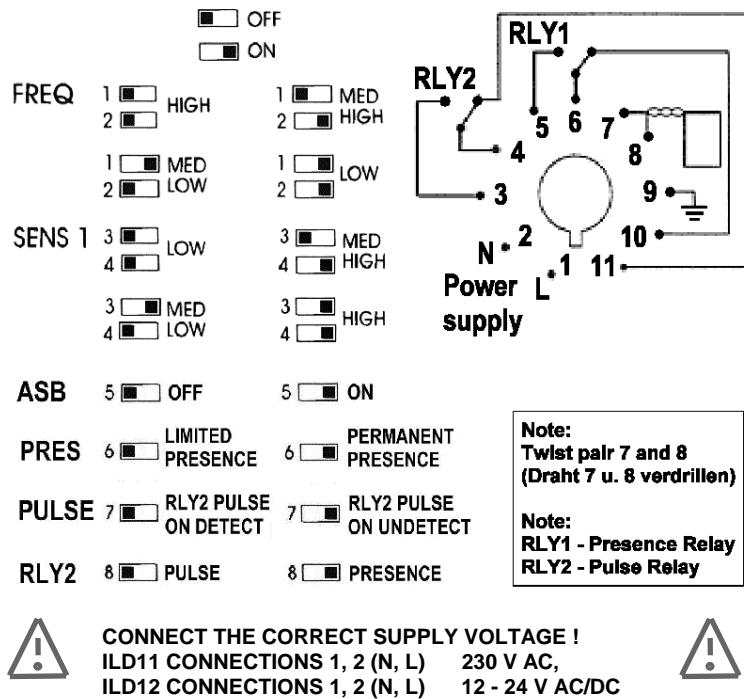 OFF
ON
FREQ
1
2
HIGH
1
2
MED
HIGH
1
2
MED
LOW
1
2
LOW
SENS 1
3
4
LOW
3
4
MED
HIGH
3
4
MED
LOW
3
4
HIGH
ASB
5 OFF
5 ON
PRES
6 LIMITED
PRESENCE
6 PERMANENT
PRESENCE
PULSE
7 RLY2 PULSE
ON DETECT
7 RLY2 PULSE
ON UNDETECT
RLY2
8 PULSE
8 PRESENCE
RLY1
RLY2
5 6 7
8
4
3 9
2 10
N
1 11
L
Power
supply
Note:
Twist pair 7 and 8
(Draht 7 u. 8 verdrillen)
Note:
RLY1 - Presence Relay
RLY2 - Pulse Relay
CONNECT THE CORRECT SUPPLY VOLTAGE !
ILD11 CONNECTIONS 1, 2 (N, L) 230 V AC,
ILD12 CONNECTIONS 1, 2 (N, L) 12 - 24 V AC/DC